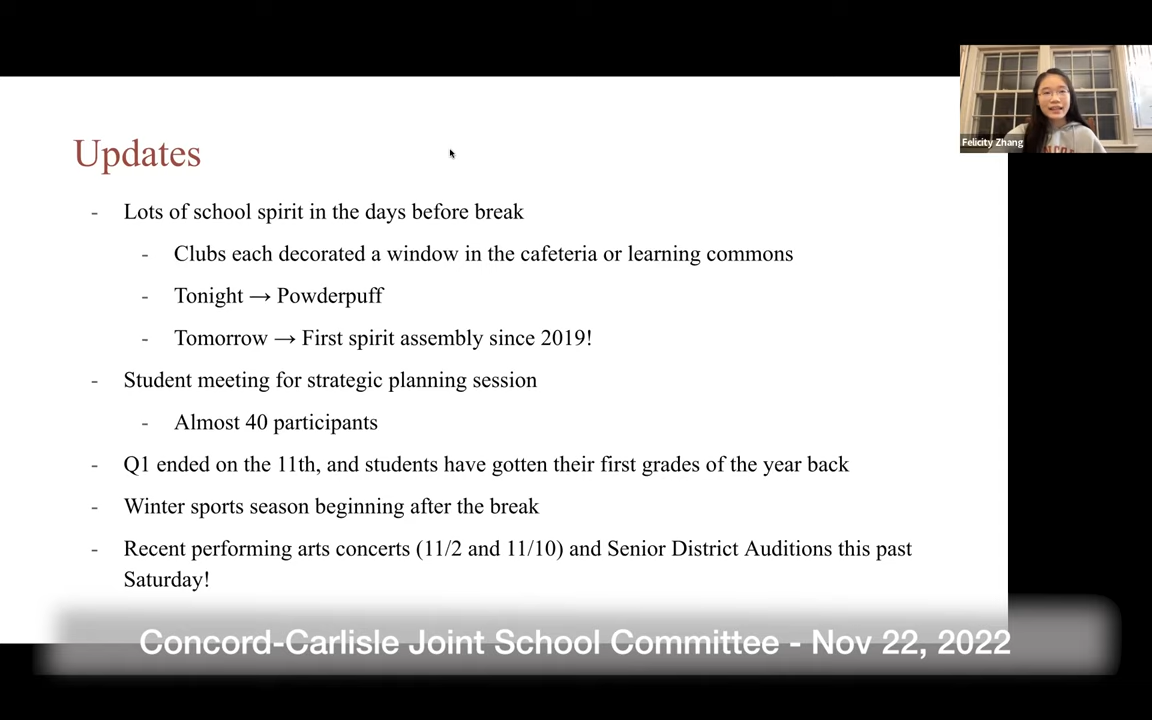 Felicity Zhang
Updates
- Lots of school spirit in the days before break
- Clubs each decorated a window in the cafeteria or learning commons
- Tonight → Powderpuff
- Tomorrow → First spirit assembly since 2019!
- Student meeting for strategic planning session
- Almost 40 participants
- Q1 ended on the 11th, and students have gotten their first grades of the year back
- Winter sports season beginning after the break
- Recent performing arts concerts (11/2 and 11/10) and Senior District Auditions this past
Saturday!
Concord-Carlisle Joint School Committee - Nov 22, 2022